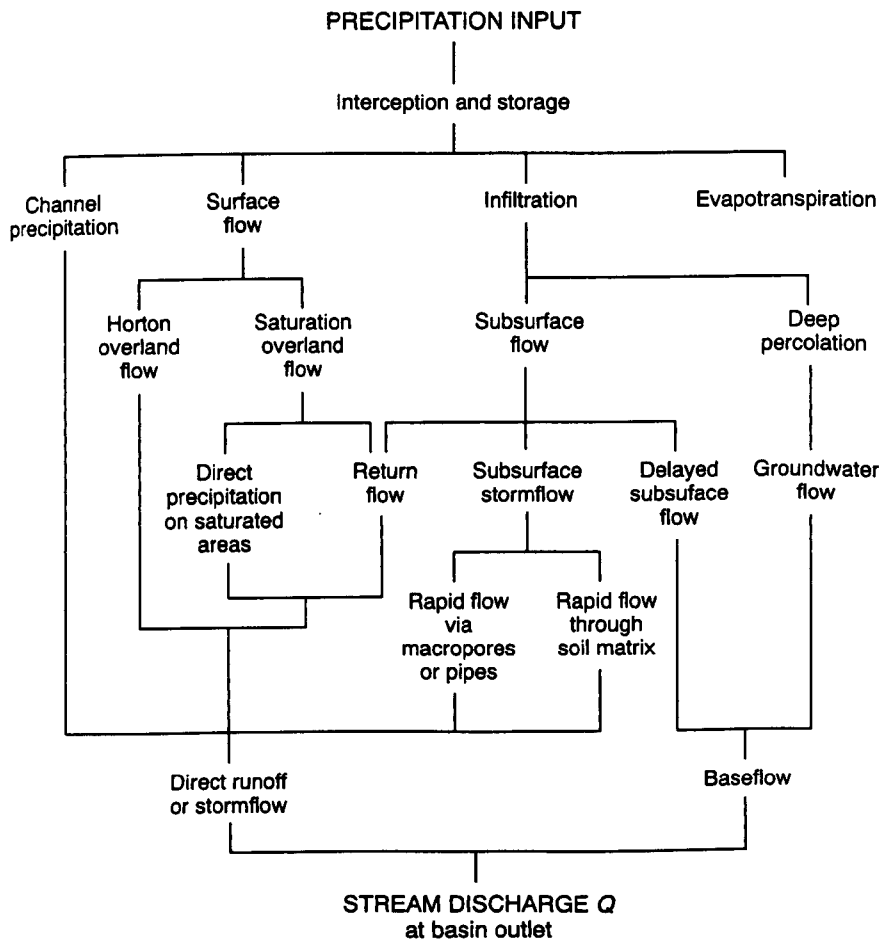 PRECIPITATION INPUT
Interception and storage
Channel
precipitation
Surface
flow
Infiltration
Evapotranspiration
Horton
overland
flow
Saturation
overland
flow
Subsurface
flow
Deep
percolation
Direct
precipitation
on saturated
areas
Return
flow
Subsurface
stormflow
Delayed
subsuface
flow
Groundwater
flow
Rapid flow
via
macropores
or pipes
Rapid flow
through
soil matrix
Direct runoff
or stormflow
Baseflow
STREAM DISCHARGE Q
at basin outlet